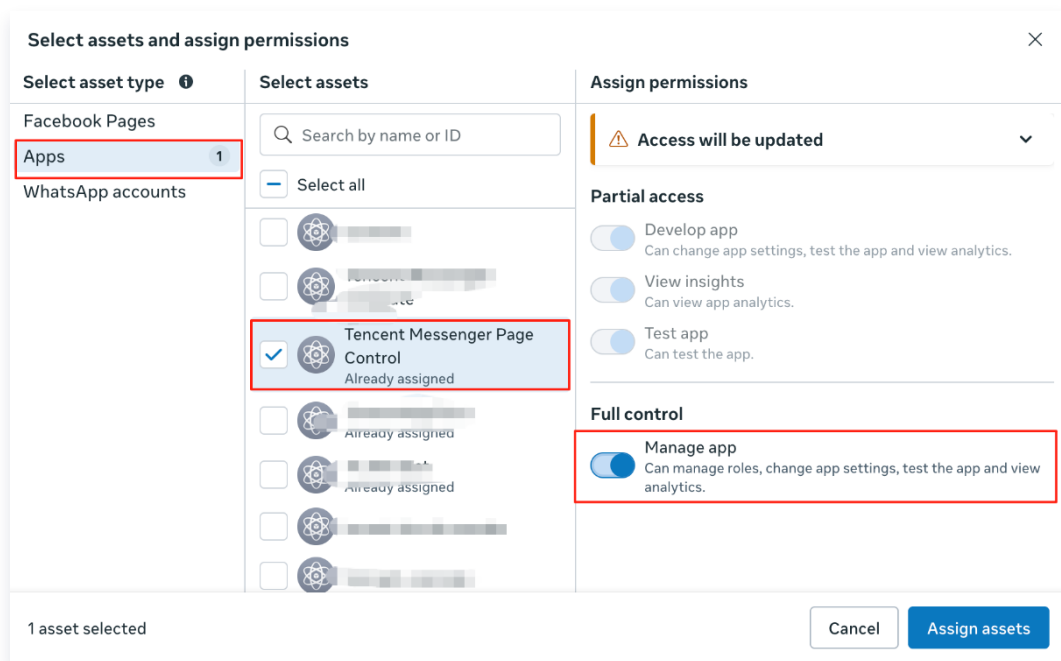 Select assets and assign permissions
Select asset type
Select assets
Assign permissions
Facebook Pages
Apps 1
WhatsApp accounts
Search by name or ID
Select all
Tencent Messenger Page
Control
Already assigned
Already assigned
Already assigned
Access will be updated
Partial access
Develop app
Can change app settings, test the app and view analytics.
View insights
Can view app analytics.
Test app
Can test the app.
Full control
Manage app
Can manage roles, change app settings, test the app and view
analytics.
1 asset selected
Cancel
Assign assets